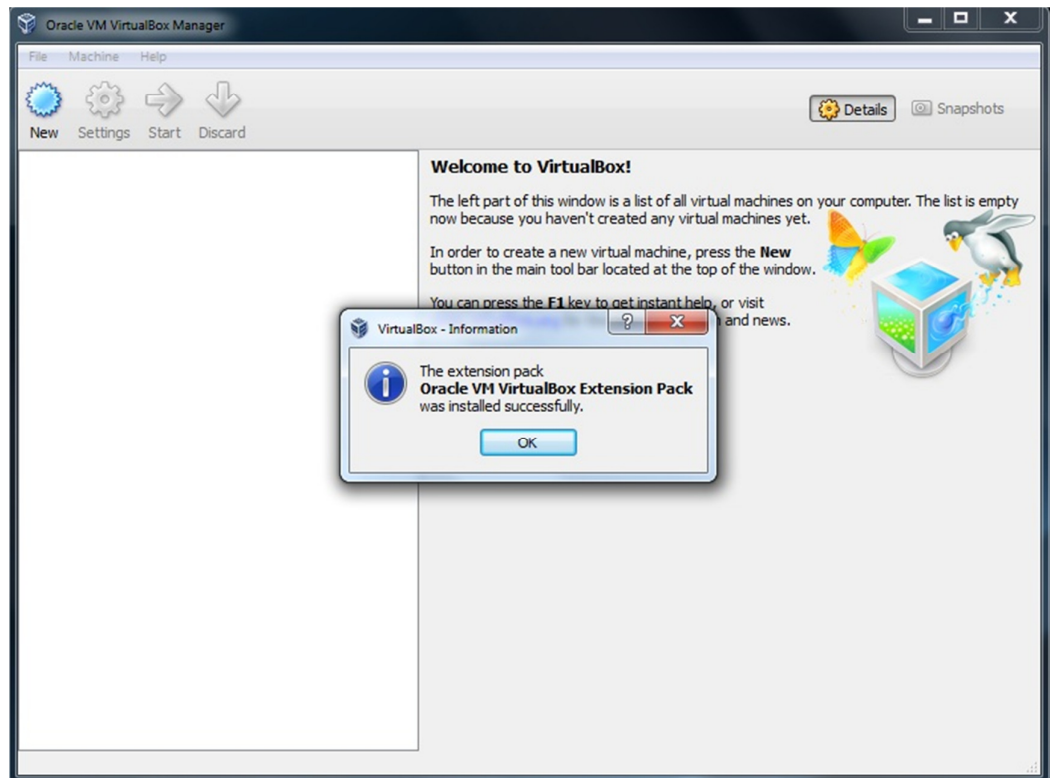 Oracle VM VirtualBox Manager
File Machine Help
New Settings Start Discard
Details Snapshots
Welcome to VirtualBox!
The left part of this window is a list of all virtual machines on your computer. The list is empty
now because you haven't created any virtual machines yet.
In order to create a new virtual machine, press the New
button in the main tool bar located at the top of the window.
You can press the F1 key to get instant help, or visit
and news.
VirtualBox - Information
The extension pack
Oracle VM VirtualBox Extension Pack
was installed successfully.
OK